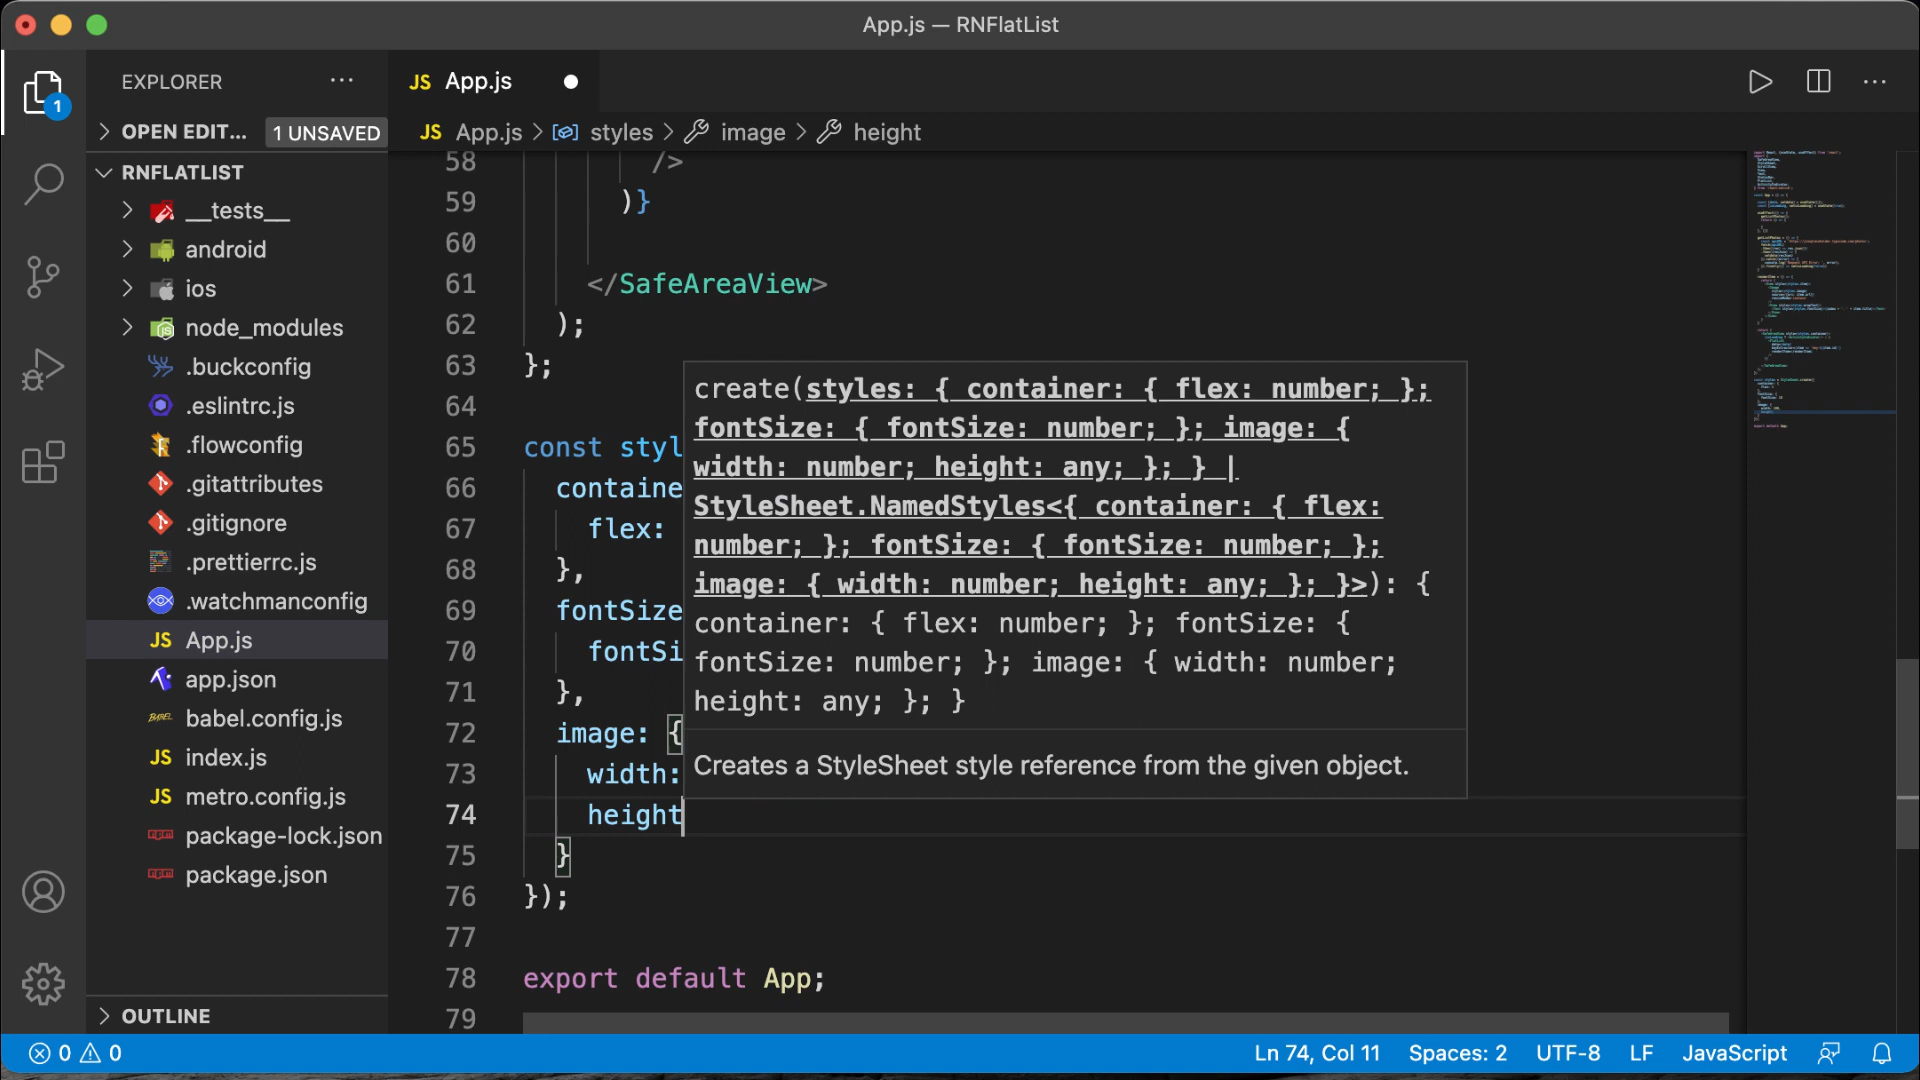 App.js — RNFlatList
EXPLORER
JS App.js
1
OPEN EDIT... 1 UNSAVED
JS App.js > styles > image > height
RNFLATLIST
__tests__
android
ios
node_modules
.buckconfig
.eslintrc.js
.flowconfig
.gitattributes
.gitignore
.prettierrc.js
.watchmanconfig
JS App.js
app.json
BABEL babel.config.js
JS index.js
JS metro.config.js
package-lock.json
package.json
OUTLINE
58 />
59 )}
60
61 </SafeAreaView>
62 );
63 };
64
65 const styl
66 containe
67 flex:
68 },
69 fontSize
70 fontSi
71 },
72 image: {
73 width:
74 height
75 }
76 });
77
78 export default App;
79
create(styles: { container: { flex: number; };
fontSize: { fontSize: number; }; image: {
width: number; height: any; }; } |
StyleSheet.NamedStyles<{ container: { flex:
number; }; fontSize: { fontSize: number; };
image: { width: number; height: any; }; }>): {
container: { flex: number; }; fontSize: {
fontSize: number; }; image: { width: number;
height: any; }; }
Creates a StyleSheet style reference from the given object.
0 0
Ln 74, Col 11 Spaces: 2 UTF-8 LF JavaScript